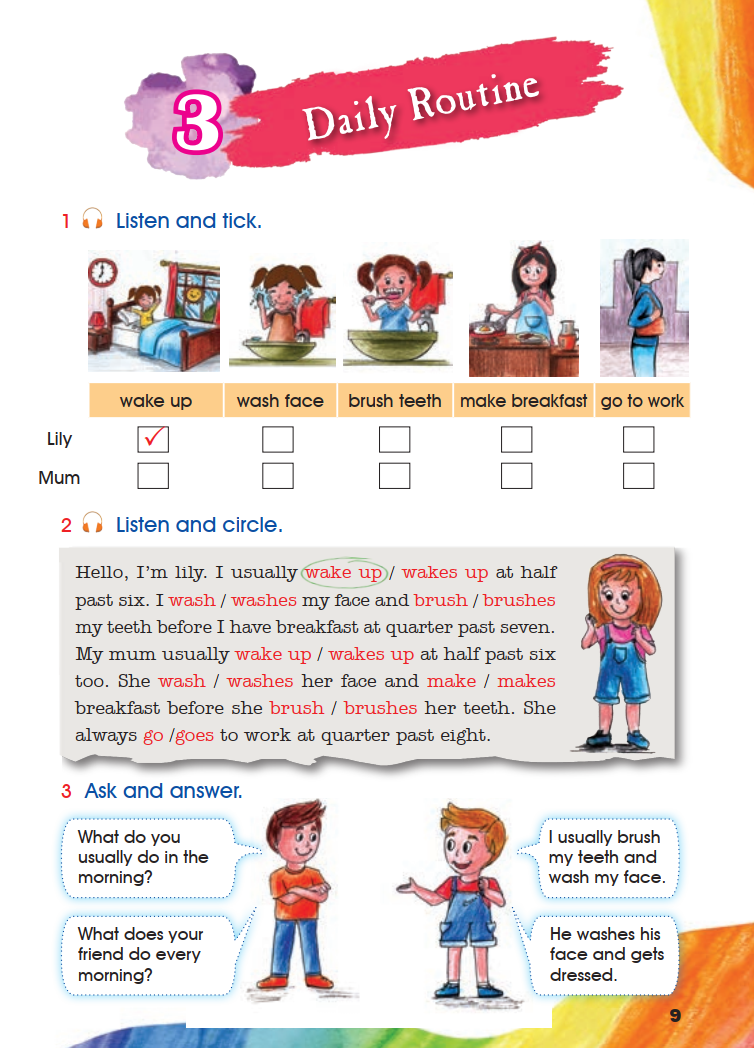 3
Daily Routine
1 Listen and tick.
wake up wash face brush teeth make breakfast go to work
Lily ✓
Mum
2 Listen and circle.
Hello, I'm lily. I usually wake up / wakes up at half
past six. I wash / washes my face and brush / brushes
my teeth before I have breakfast at quarter past seven.
My mum usually wake up / wakes up at half past six
too. She wash / washes her face and make / makes
breakfast before she brush / brushes her teeth. She
always go /goes to work at quarter past eight.
3 Ask and answer.
What do you
usually do in the
morning?
I usually brush
my teeth and
wash my face.
What does your
friend do every
morning?
He washes his
face and gets
dressed.
9